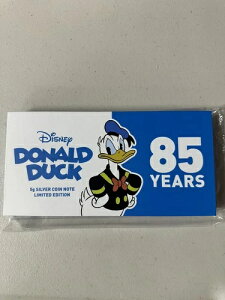 Disney
DONALD
DUCK
5g SILVER COIN NOTE
LIMITED EDITION
85
YEARS